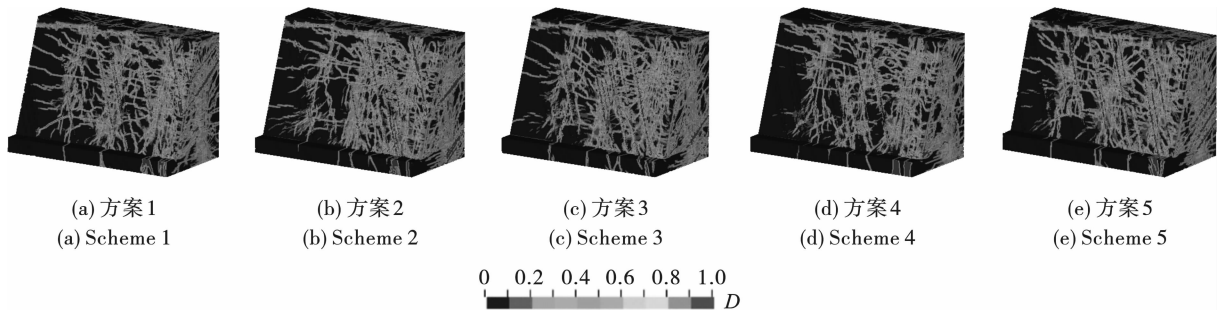 (a) 方案1
(a) Scheme 1
(b) 方案2
(b) Scheme 2
(c) 方案3
(c) Scheme 3
(d) 方案4
(d) Scheme 4
(e) 方案5
(e) Scheme 5
0 0.2 0.4 0.6 0.8 1.0
D